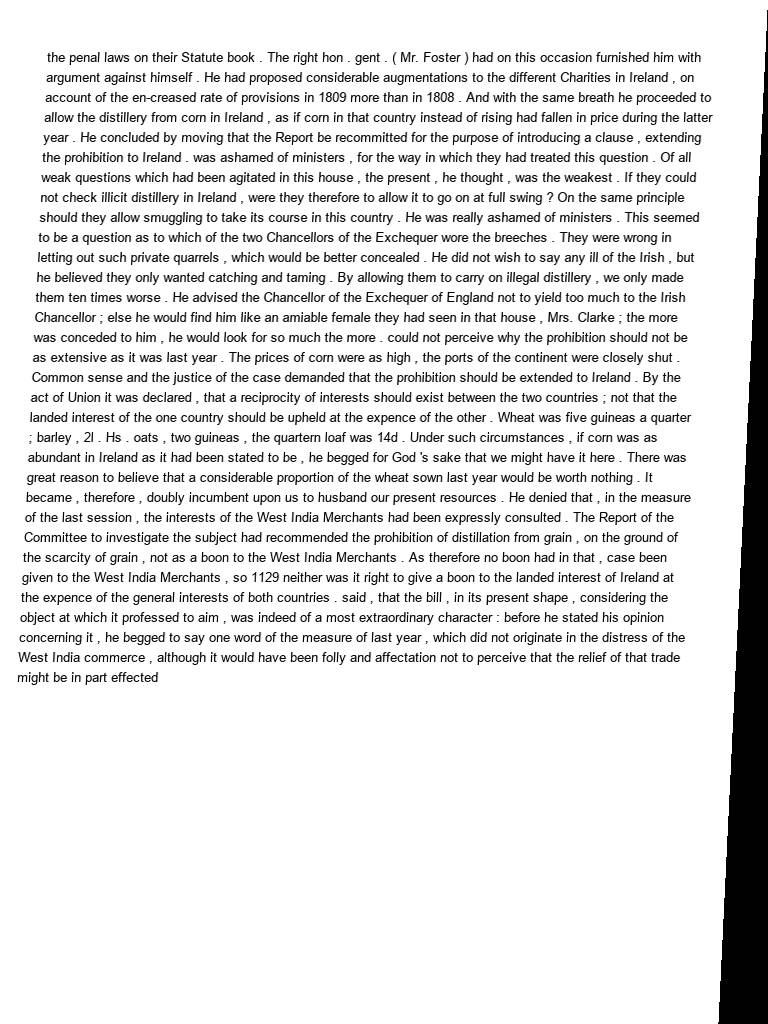 the penal laws on their Statute book . The right hon . gent . ( Mr. Foster ) had on this occasion furnished him with
argument against himself . He had proposed considerable augmentations to the different Charities in Ireland , on
account of the en-creased rate of provisions in 1809 more than in 1808 . And with the same breath he proceeded to
allow the distillery from corn in Ireland , as if corn in that country instead of rising had fallen in price during the latter
year . He concluded by moving that the Report be recommitted for the purpose of introducing a clause , extending
the prohibition to Ireland . was ashamed of ministers , for the way in which they had treated this question . Of all
weak questions which had been agitated in this house , the present , he thought , was the weakest . If they could
not check illicit distillery in Ireland , were they therefore to allow it to go on at full swing ? On the same principle
should they allow smuggling to take its course in this country . He was really ashamed of ministers . This seemed
to be a question as to which of the two Chancellors of the Exchequer wore the breeches . They were wrong in
letting out such private quarrels , which would be better concealed . He did not wish to say any ill of the Irish , but
he believed they only wanted catching and taming . By allowing them to carry on illegal distillery , we only made
them ten times worse . He advised the Chancellor of the Exchequer of England not to yield too much to the Irish
Chancellor ; else he would find him like an amiable female they had seen in that house , Mrs. Clarke ; the more
was conceded to him , he would look for so much the more . could not perceive why the prohibition should not be
as extensive as it was last year . The prices of corn were as high , the ports of the continent were closely shut .
Common sense and the justice of the case demanded that the prohibition should be extended to Ireland . By the
act of Union it was declared , that a reciprocity of interests should exist between the two countries ; not that the
landed interest of the one country should be upheld at the expence of the other . Wheat was five guineas a quarter
; barley , 2l . Hs . oats , two guineas , the quartern loaf was 14d . Under such circumstances , if corn was as
abundant in Ireland as it had been stated to be , he begged for God 's sake that we might have it here . There was
great reason to believe that a considerable proportion of the wheat sown last year would be worth nothing . It
became , therefore , doubly incumbent upon us to husband our present resources . He denied that , in the measure
of the last session , the interests of the West India Merchants had been expressly consulted . The Report of the
Committee to investigate the subject had recommended the prohibition of distillation from grain , on the ground of
the scarcity of grain , not as a boon to the West India Merchants . As therefore no boon had in that , case been
given to the West India Merchants , so 1129 neither was it right to give a boon to the landed interest of Ireland at
the expence of the general interests of both countries . said , that the bill , in its present shape , considering the
object at which it professed to aim , was indeed of a most extraordinary character : before he stated his opinion
concerning it , he begged to say one word of the measure of last year , which did not originate in the distress of the
West India commerce , although it would have been folly and affectation not to perceive that the relief of that trade
might be in part effected